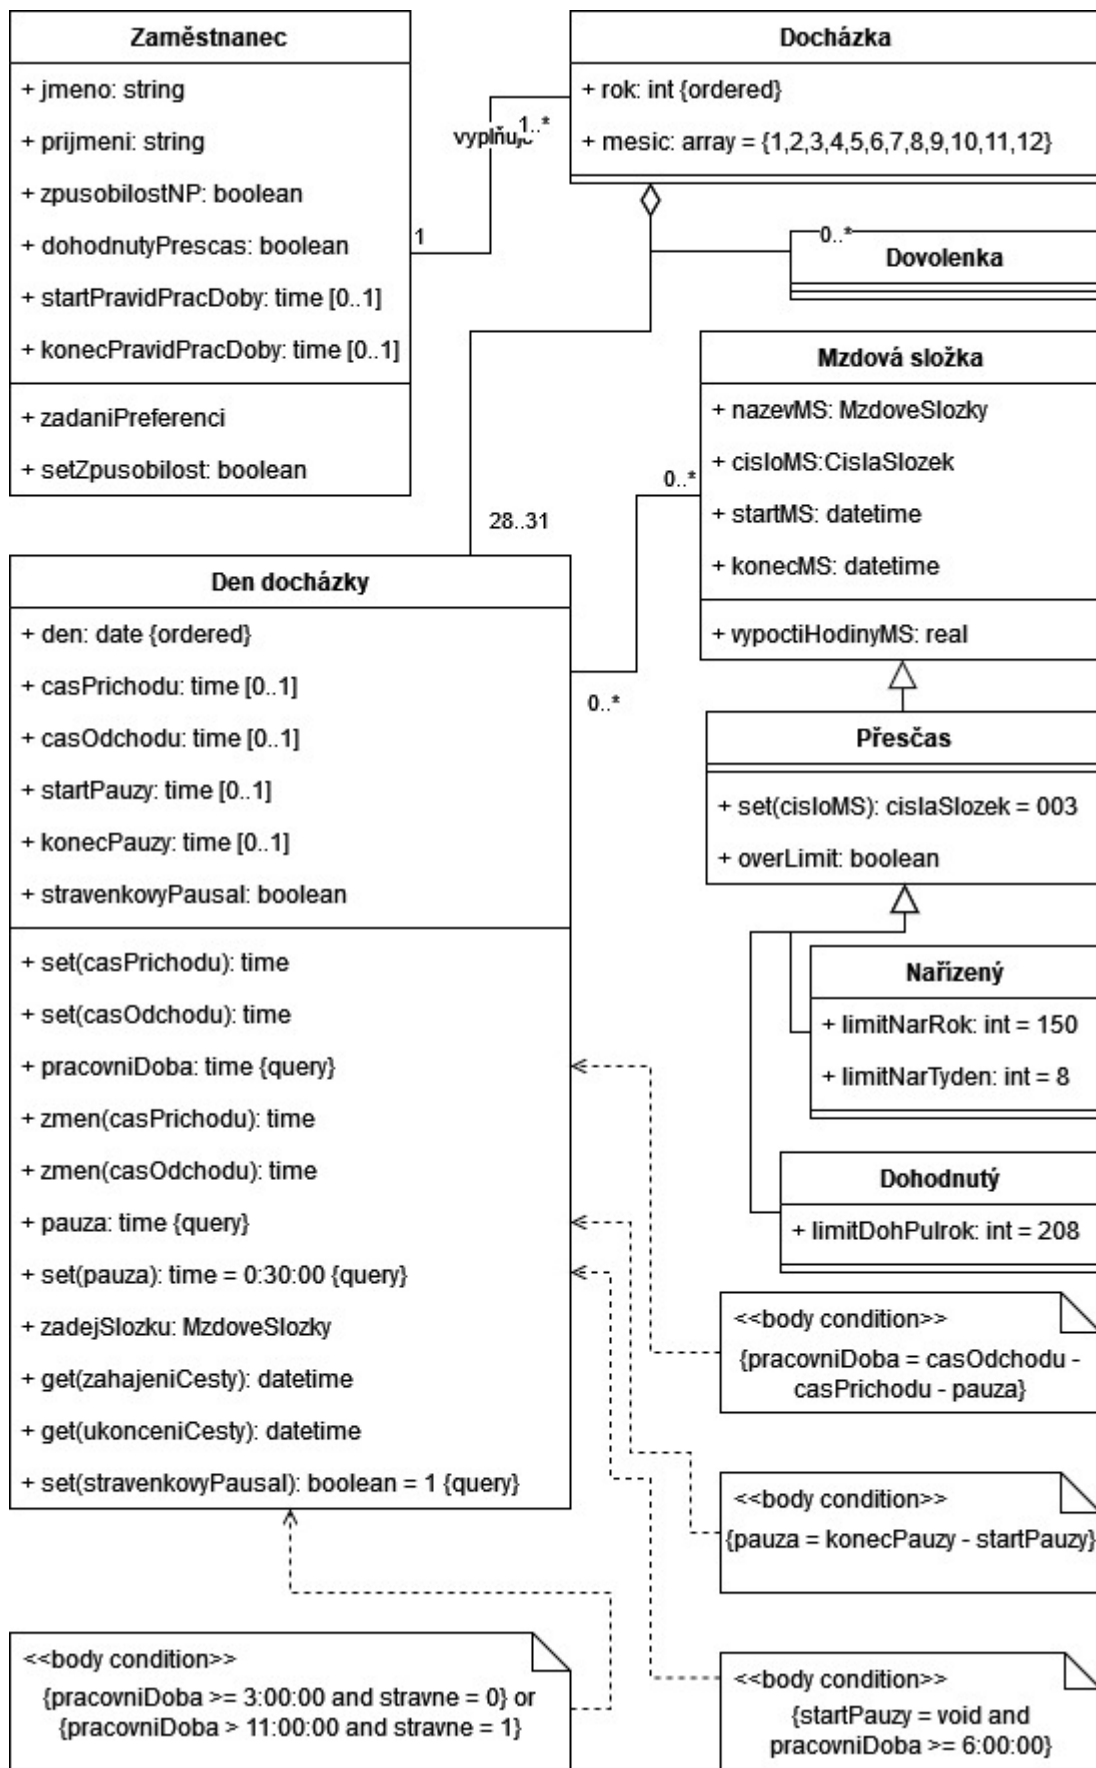 Zaměstnanec
+ jmeno: string
+ prijmeni: string
+ zpusobilostNP: boolean
+ dohodnutyPrescas: boolean
+ startPravidPracDoby: time [0..1]
+ konecPravidPracDoby: time [0..1]
+ zadaniPreferenci
+ setZpusobilost: boolean
1
vyplňuje
1..*
Docházka
+ rok: int {ordered}
+ mesic: array = {1,2,3,4,5,6,7,8,9,10,11,12}
0..*
Dovolenka
28..31
Mzdová složka
+ nazevMS: MzdoveSlozky
+ cisloMS:CislaSlozek
+ startMS: datetime
+ konecMS: datetime
+ vypoctiHodinyMS: real
0..*
0..*
Den docházky
+ den: date {ordered}
+ casPrichodu: time [0..1]
+ casOdchodu: time [0..1]
+ startPauzy: time [0..1]
+ konecPauzy: time [0..1]
+ stravenkovyPausal: boolean
+ set(casPrichodu): time
+ set(casOdchodu): time
+ pracovniDoba: time {query}
+ zmen(casPrichodu): time
+ zmen(casOdchodu): time
+ pauza: time {query}
+ set(pauza): time = 0:30:00 {query}
+ zadejSlozku: MzdoveSlozky
+ get(zahajeniCesty): datetime
+ get(ukonceniCesty): datetime
+ set(stravenkovyPausal): boolean = 1 {query}
Přesčas
+ set(cisloMS): cislaSlozek = 003
+ overLimit: boolean
Nařízený
+ limitNarRok: int = 150
+ limitNarTyden: int = 8
Dohodnutý
+ limitDohPulrok: int = 208
<<body condition>>
{pracovniDoba = casOdchodu -
casPrichodu - pauza}
<<body condition>>
{pauza = konecPauzy - startPauzy}
<<body condition>>
{pracovniDoba >= 3:00:00 and stravne = 0} or
{pracovniDoba > 11:00:00 and stravne = 1}
<<body condition>>
{startPauzy = void and
pracovniDoba >= 6:00:00}